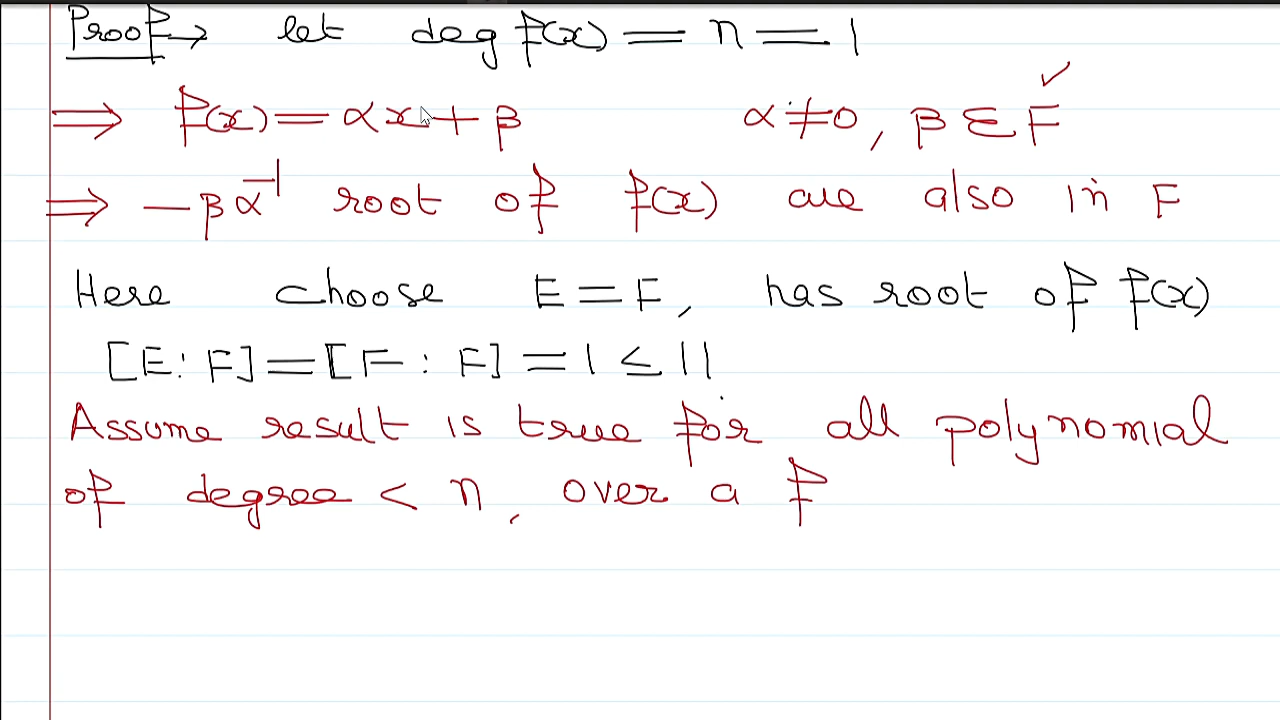 Proof→ let deg f(x) = n = 1
⇒ f(x) = αx + β α ≠ 0, β ∈ F ✓
⇒ -βα⁻¹ root of f(x) are also in F
Here choose E = F, has root of f(x)
[E:F] = [F:F] = 1 ≤ 1!
Assume result is true for all polynomial
of degree < n, over a f